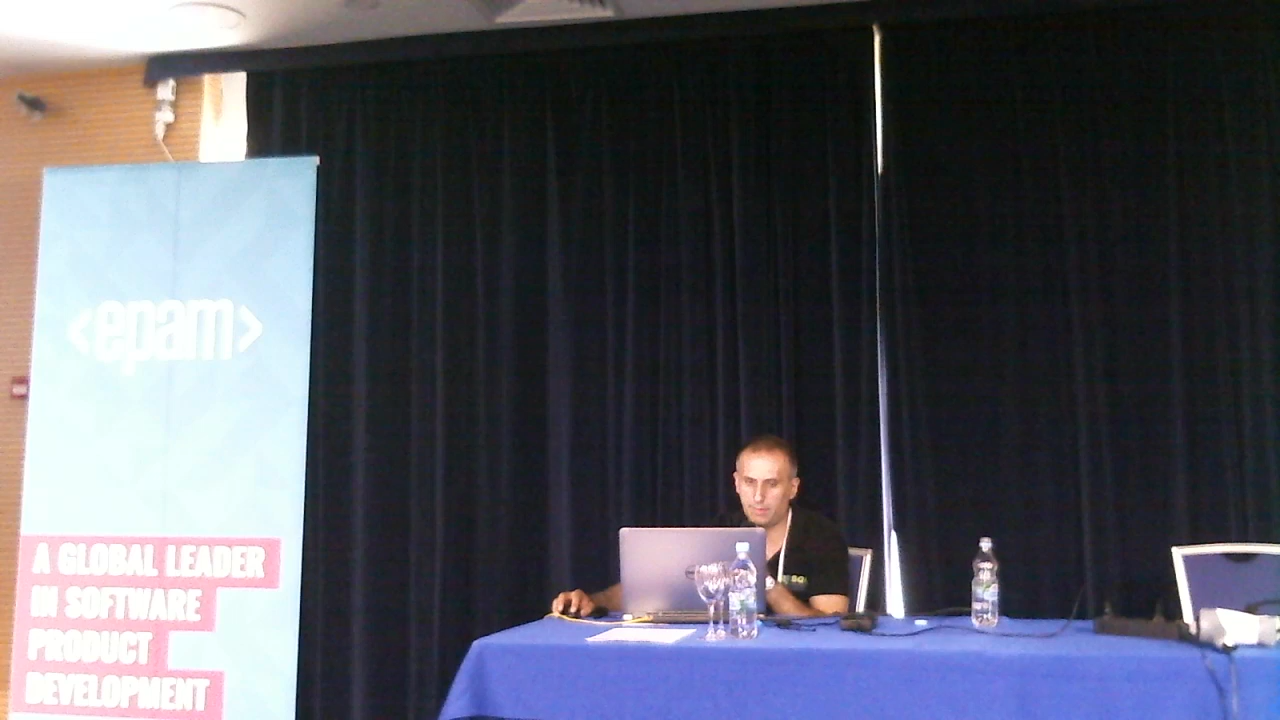 <epam>
A GLOBAL LEADER
IN SOFTWARE
PRODUCT
DEVELOPMENT